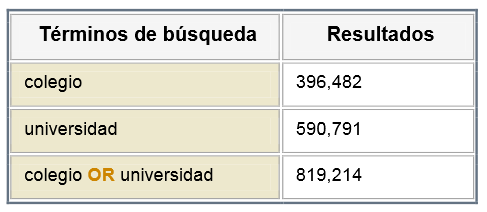 Términos de búsqueda Resultados
colegio 396,482
universidad 590,791
colegio OR universidad 819,214